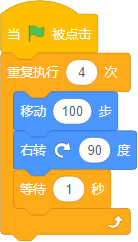 当 被点击
重复执行 4 次
移动 100 步
右转 90 度
等待 1 秒